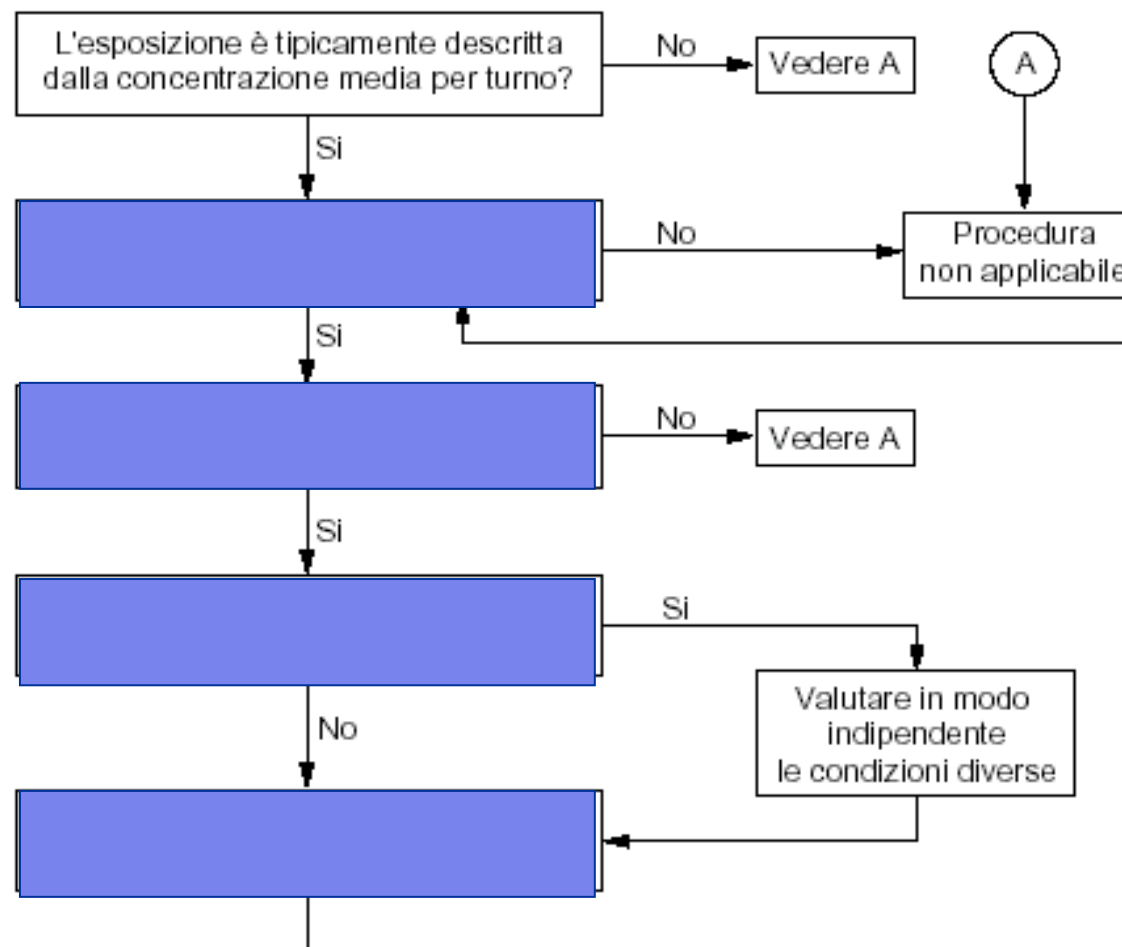 L'esposizione è tipicamente descritta
dalla concentrazione media per turno?
No
Vedere A
A
Si
No
Procedura
non applicabile
Si
No
Vedere A
Si
Si
Valutare in modo
indipendente
le condizioni diverse
No